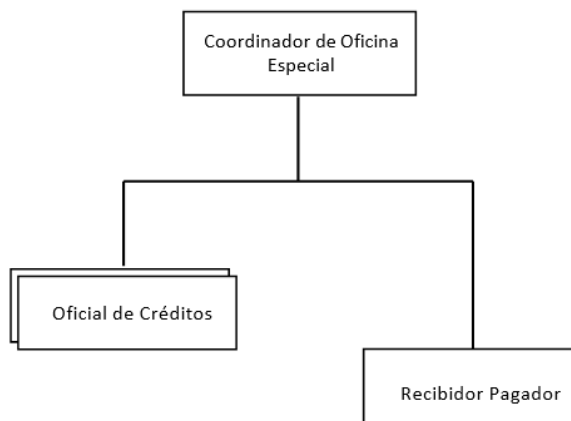 Coordinador de Oficina
Especial
Oficial de Créditos
Recibidor Pagador